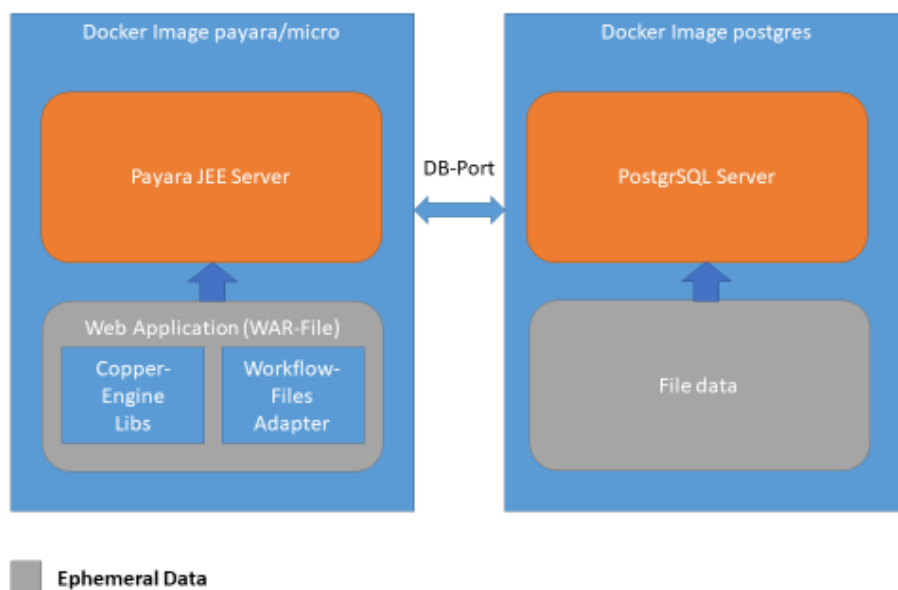 Docker Image payara/micro
Docker Image postgres
Payara JEE Server
DB-Port
PostgrSQL Server
Web Application (WAR-File)
Copper-
Engine
Libs
Workflow-
Files
Adapter
File data
Ephemeral Data